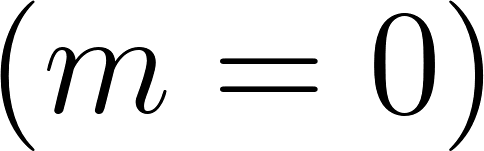 (m = 0)